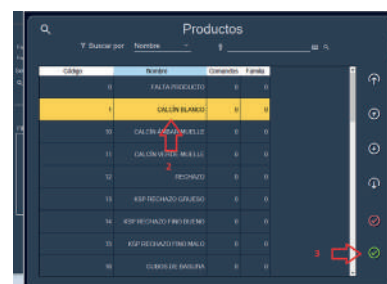 Productos
Buscar por Nombre
Código Nombre Comandas Familia
0 FALTA PRODUCTO 0 0
1 CALCÍN BLANCO 0 0
10 CALCÍN ÁMBAR MUELLE 0 0
2
11 CALCÍN VERDE MUELLE 0 0
12 RECHAZO 0 0
13 KSP RECHAZO GRUESO 0 0
14 KSP RECHAZO FINO BUENO 0 0
15 KSP RECHAZO FINO MALO 0 0
3
16 CUBOS DE BASURA 0 0